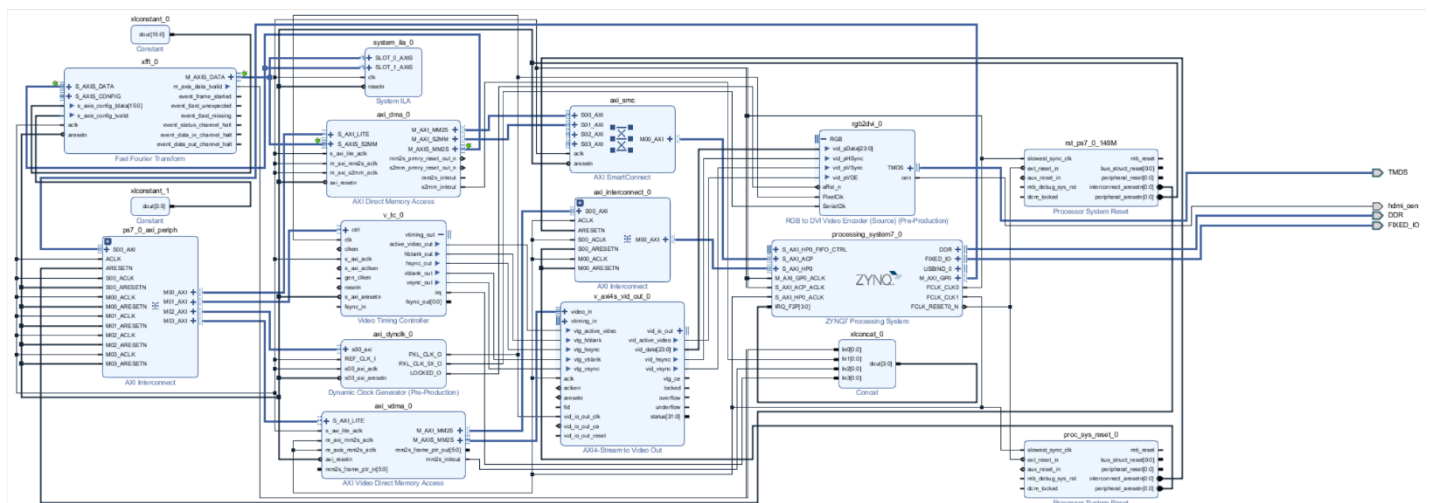 xlconstant_0
dout[15:0]
Constant
xfft_0
S_AXIS_DATA
S_AXIS_CONFIG
s_axis_config_tdata[15:0]
s_axis_config_tvalid
aclk
aresetn
M_AXIS_DATA
m_axis_data_tvalid
event_frame_started
event_tlast_unexpected
event_tlast_missing
event_status_channel_halt
event_data_in_channel_halt
event_data_out_channel_halt
Fast Fourier Transform
xlconstant_1
dout[0:0]
Constant
ps7_0_axi_periph
S00_AXI
ACLK
ARESETN
S00_ACLK
S00_ARESETN
M00_ACLK
M00_ARESETN
M01_ACLK
M01_ARESETN
M02_ACLK
M02_ARESETN
M03_ACLK
M03_ARESETN
M00_AXI
M01_AXI
M02_AXI
M03_AXI
AXI Interconnect
system_ila_0
SLOT_0_AXIS
SLOT_1_AXIS
clk
resetn
System ILA
axi_dma_0
S_AXI_LITE
S_AXIS_S2MM
s_axi_lite_aclk
m_axi_mm2s_aclk
m_axi_s2mm_aclk
axi_resetn
M_AXI_MM2S
M_AXI_S2MM
M_AXIS_MM2S
mm2s_prmry_reset_out_n
s2mm_prmry_reset_out_n
mm2s_introut
s2mm_introut
AXI Direct Memory Access
v_tc_0
ctrl
clk
clken
s_axi_aclk
s_axi_aclken
gen_clken
resetn
s_axi_aresetn
fsync_in
vtiming_out
active_video_out
hblank_out
hsync_out
vblank_out
vsync_out
irq
fsync_out[0:0]
Video Timing Controller
axi_dynclk_0
s00_axi
REF_CLK_I
s00_axi_aclk
s00_axi_aresetn
PXL_CLK_O
PXL_CLK_5X_O
LOCKED_O
Dynamic Clock Generator (Pre-Production)
axi_vdma_0
S_AXI_LITE
s_axi_lite_aclk
m_axi_mm2s_aclk
m_axis_mm2s_aclk
axi_resetn
mm2s_frame_ptr_in[5:0]
M_AXI_MM2S
M_AXIS_MM2S
mm2s_frame_ptr_out[5:0]
mm2s_introut
AXI Video Direct Memory Access
axi_smc
S00_AXI
S01_AXI
S02_AXI
S03_AXI
aclk
aresetn
M00_AXI
AXI SmartConnect
axi_interconnect_0
S00_AXI
ACLK
ARESETN
S00_ACLK
S00_ARESETN
M00_ACLK
M00_ARESETN
M00_AXI
AXI Interconnect
v_axi4s_vid_out_0
video_in
vtiming_in
vtg_active_video
vtg_hblank
vtg_hsync
vtg_vblank
vtg_vsync
aclk
aclken
aresetn
fid
vid_io_out_clk
vid_io_out_ce
vid_io_out_reset
vid_io_out
vid_active_video
vid_data[23:0]
vid_hsync
vid_vsync
vtg_ce
locked
overflow
underflow
status[31:0]
AXI4-Stream to Video Out
rgb2dvi_0
RGB
vid_pData[23:0]
vid_pHSync
vid_pVSync
vid_pVDE
aRst_n
PixelClk
SerialClk
TMDS
oen
RGB to DVI Video Encoder (Source) (Pre-Production)
processing_system7_0
S_AXI_HP0_FIFO_CTRL
S_AXI_ACP
S_AXI_HP0
M_AXI_GP0_ACLK
S_AXI_ACP_ACLK
S_AXI_HP0_ACLK
IRQ_F2P[3:0]
ZYNQ
DDR
FIXED_IO
USBIND_0
M_AXI_GP0
FCLK_CLK0
FCLK_CLK1
FCLK_RESET0_N
ZYNQ7 Processing System
xlconcat_0
In0[0:0]
In1[0:0]
In2[0:0]
In3[0:0]
dout[3:0]
Concat
rst_ps7_0_148M
slowest_sync_clk
ext_reset_in
aux_reset_in
mb_debug_sys_rst
dcm_locked
mb_reset
bus_struct_reset[0:0]
peripheral_reset[0:0]
interconnect_aresetn[0:0]
peripheral_aresetn[0:0]
Processor System Reset
proc_sys_reset_0
slowest_sync_clk
ext_reset_in
aux_reset_in
mb_debug_sys_rst
dcm_locked
mb_reset
bus_struct_reset[0:0]
peripheral_reset[0:0]
interconnect_aresetn[0:0]
peripheral_aresetn[0:0]
Processor System Reset
TMDS
hdmi_oen
DDR
FIXED_IO